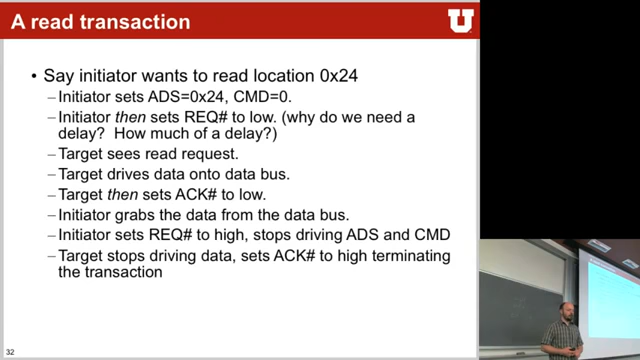 A read transaction
U
• Say initiator wants to read location 0x24
–Initiator sets ADS=0x24, CMD=0.
–Initiator then sets REQ# to low. (why do we need a
delay? How much of a delay?)
–Target sees read request.
–Target drives data onto data bus.
–Target then sets ACK# to low.
–Initiator grabs the data from the data bus.
–Initiator sets REQ# to high, stops driving ADS and CMD
–Target stops driving data, sets ACK# to high terminating
the transaction
32